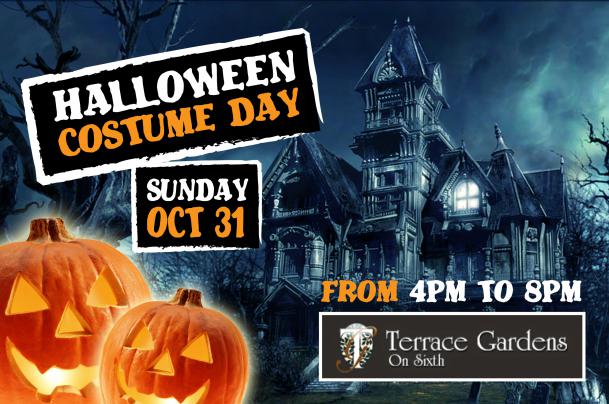 HALLOWEEN
COSTUME DAY
SUNDAY
OCT 31
FROM 4PM TO 8PM
Terrace Gardens
On Sixth